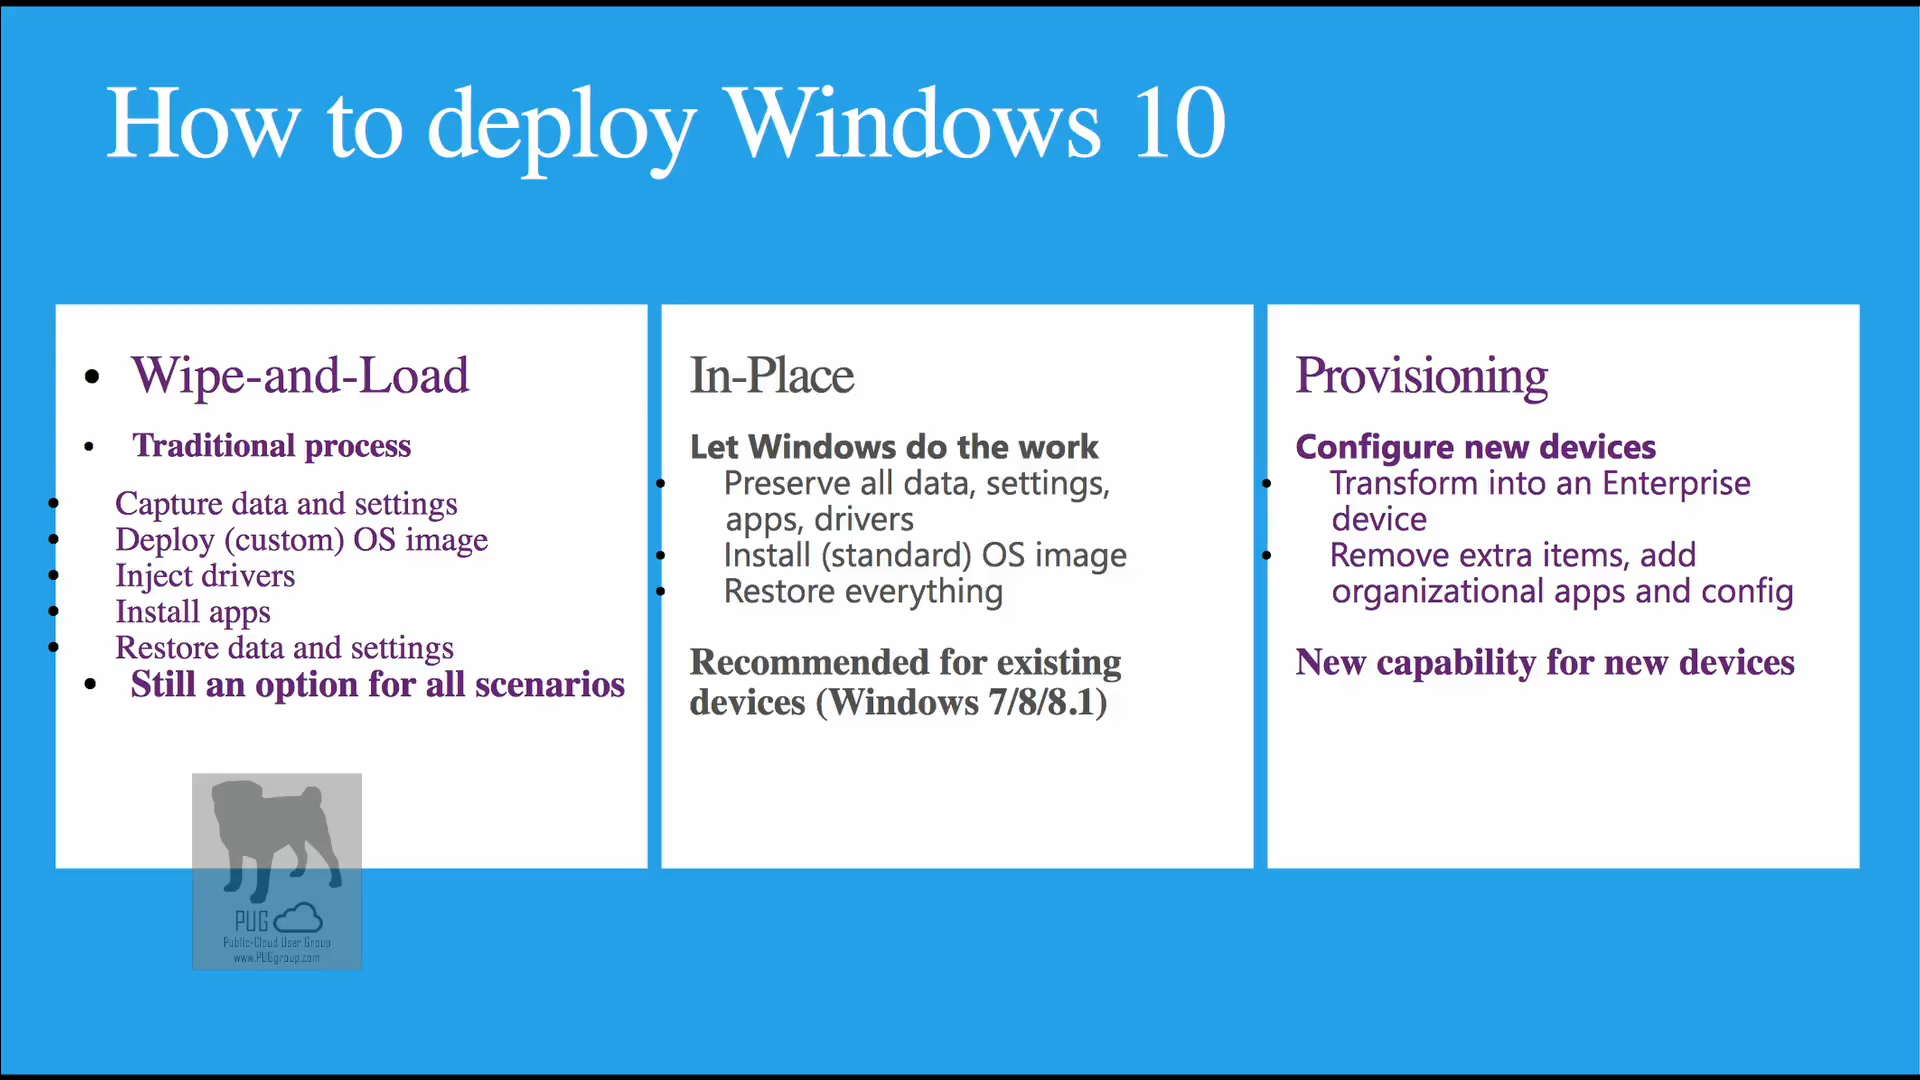 How to deploy Windows 10
• Wipe-and-Load
• Traditional process
• Capture data and settings
• Deploy (custom) OS image
• Inject drivers
• Install apps
• Restore data and settings
• Still an option for all scenarios
In-Place
Let Windows do the work
• Preserve all data, settings,
apps, drivers
• Install (standard) OS image
• Restore everything
Recommended for existing
devices (Windows 7/8/8.1)
Provisioning
Configure new devices
• Transform into an Enterprise
device
• Remove extra items, add
organizational apps and config
New capability for new devices
PUG
Public-Cloud User Group
www.PUGgroup.com